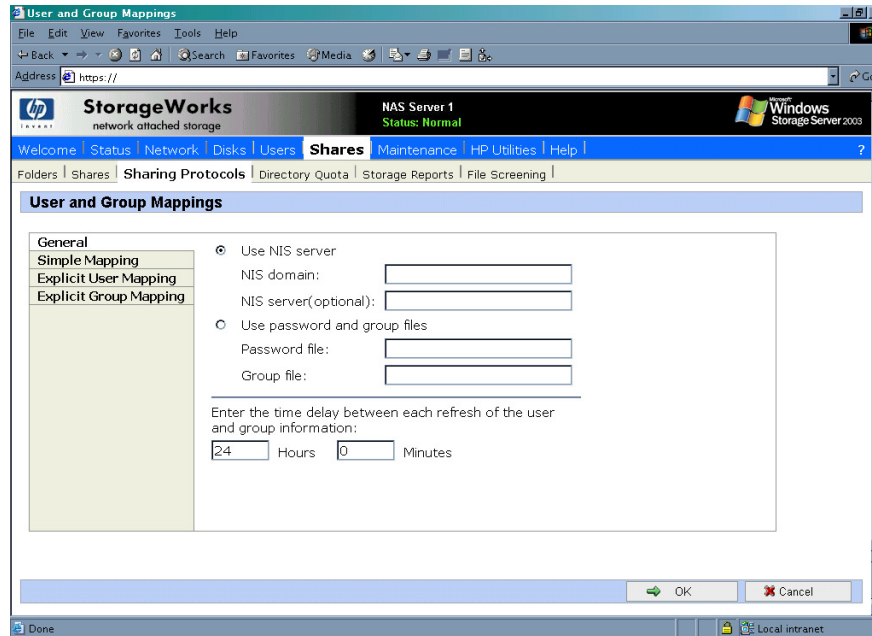 User and Group Mappings
File Edit View Favorites Tools Help
Back Search Favorites Media
Address https://
hp StorageWorks NAS Server 1 Microsoft Windows
invent network attached storage Status: Normal Storage Server 2003
Welcome | Status | Network | Disks | Users | Shares | Maintenance | HP Utilities | Help | ?
Folders | Shares | Sharing Protocols | Directory Quota | Storage Reports | File Screening |
User and Group Mappings
General
Simple Mapping
Explicit User Mapping
Explicit Group Mapping
Use NIS server
NIS domain:
NIS server(optional):
Use password and group files
Password file:
Group file:
Enter the time delay between each refresh of the user
and group information:
24 Hours 0 Minutes
OK Cancel
Done Local intranet